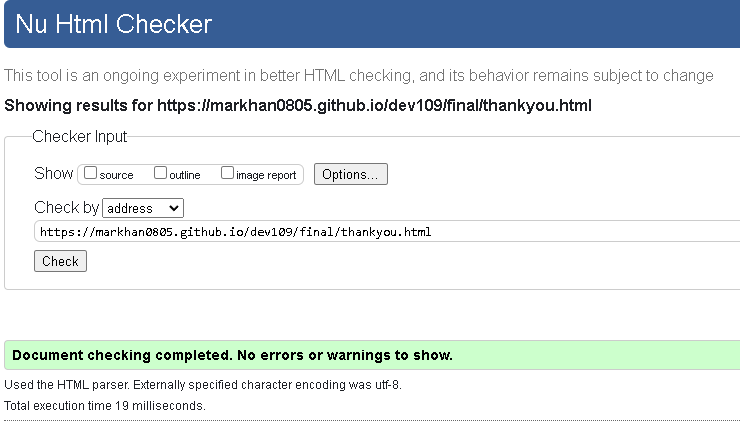 Nu Html Checker
This tool is an ongoing experiment in better HTML checking, and its behavior remains subject to change
Showing results for https://markhan0805.github.io/dev109/final/thankyou.html
Checker Input
Show source outline image report Options...
Check by address
https://markhan0805.github.io/dev109/final/thankyou.html
Check
Document checking completed. No errors or warnings to show.
Used the HTML parser. Externally specified character encoding was utf-8.
Total execution time 19 milliseconds.